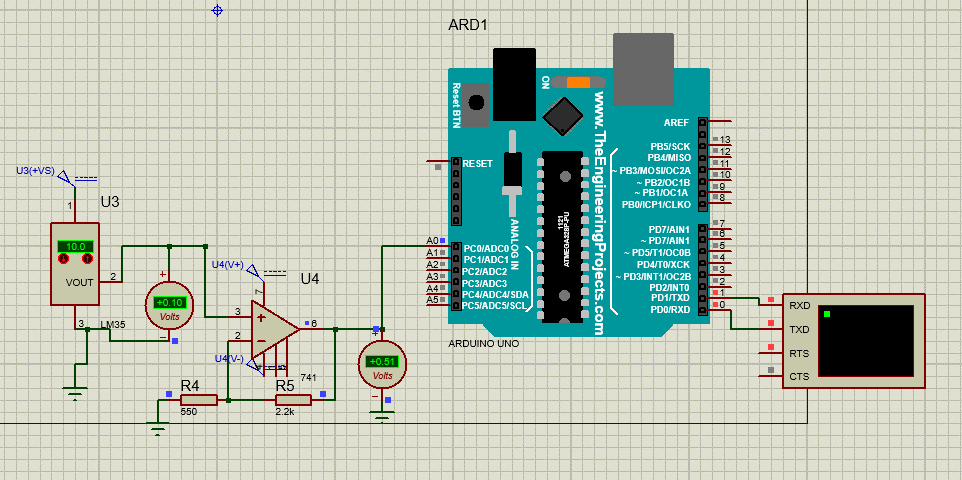 ARD1
ON
Reset BTN
www.TheEngineeringProjects.com
AREF
RESET
PB5/SCK
13
PB4/MISO
12
~ PB3/MOSI/OC2A
11
~ PB2/OC1B
10
~ PB1/OC1A
9
PB0/ICP1/CLKO
8
ANALOG IN
ATMEGA328P-PU
1121
PD7/AIN1
7
~ PD7/AIN1
6
~ PD5/T1/OC0B
5
PD4/T0/XCK
4
~ PD3/INT1/OC2B
3
PD2/INT0
2
PD1/TXD
1
PD0/RXD
0
A0
PC0/ADC0
A1
PC1/ADC1
A2
PC2/ADC2
A3
PC3/ADC3
A4
PC4/ADC4/SDA
A5
PC5/ADC5/SCL
ARDUINO UNO
U3(+VS)
1
U3
10.0
VOUT
2
3
LM35
+
+0.10
Volts
−
U4(V+)
U4
7
3
2
6
U4(V-)
4
1
5
741
R4
550
R5
2.2k
+
+0.51
Volts
−
RXD
TXD
RTS
CTS